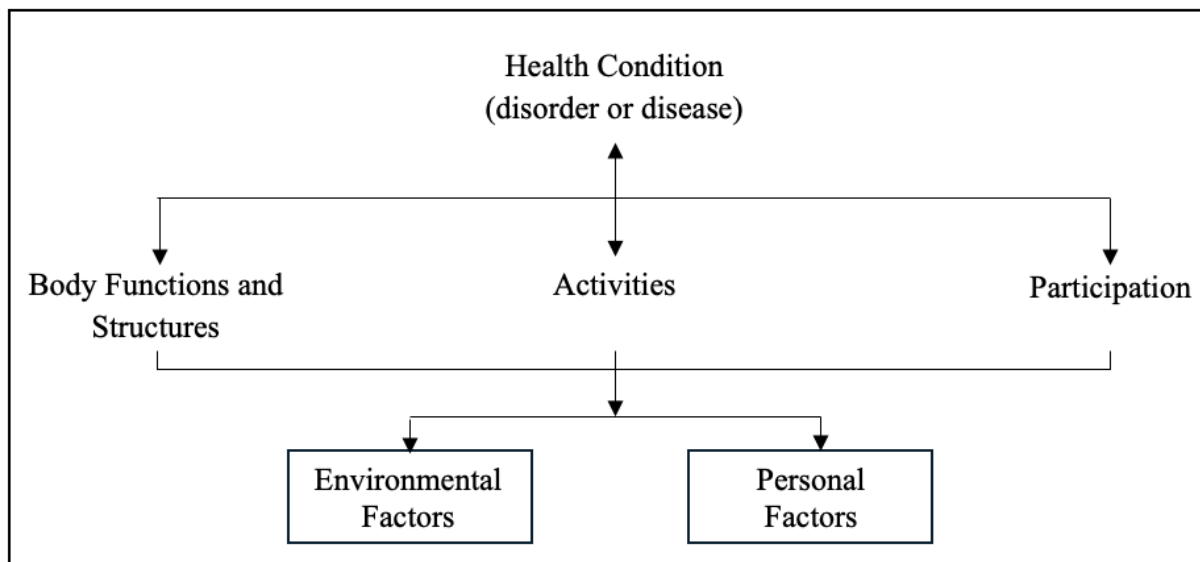 Health Condition
(disorder or disease)
Body Functions and
Structures
Activities
Participation
Environmental
Factors
Personal
Factors